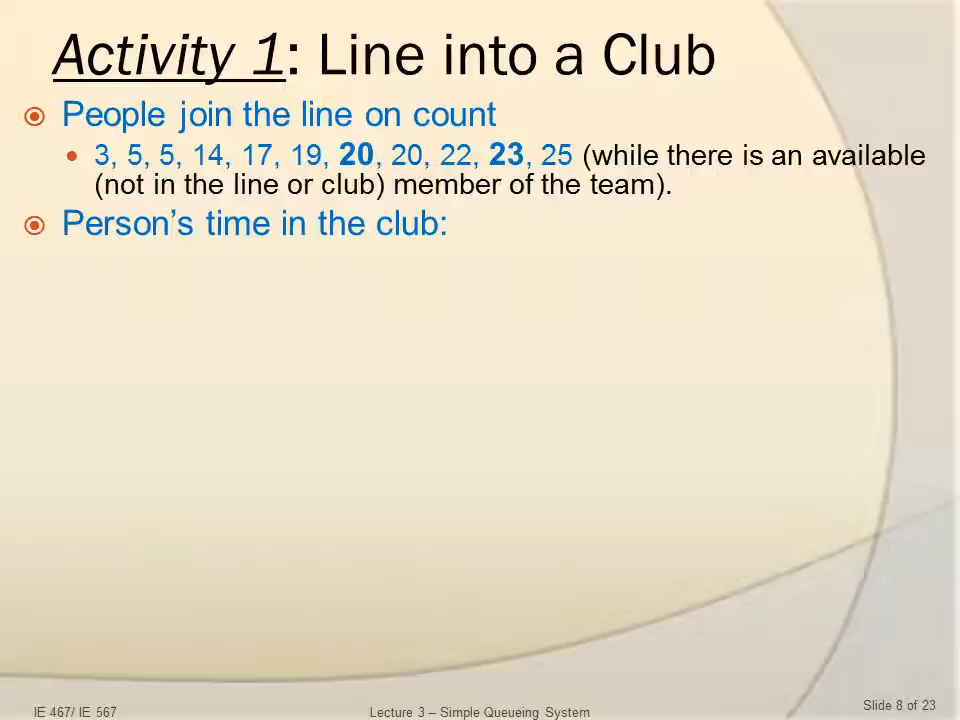 Activity 1: Line into a Club
People join the line on count
3, 5, 5, 14, 17, 19, 20, 20, 22, 23, 25 (while there is an available
(not in the line or club) member of the team).
Person’s time in the club:
IE 467/ IE 567
Lecture 3 – Simple Queueing System
Slide 8 of 23